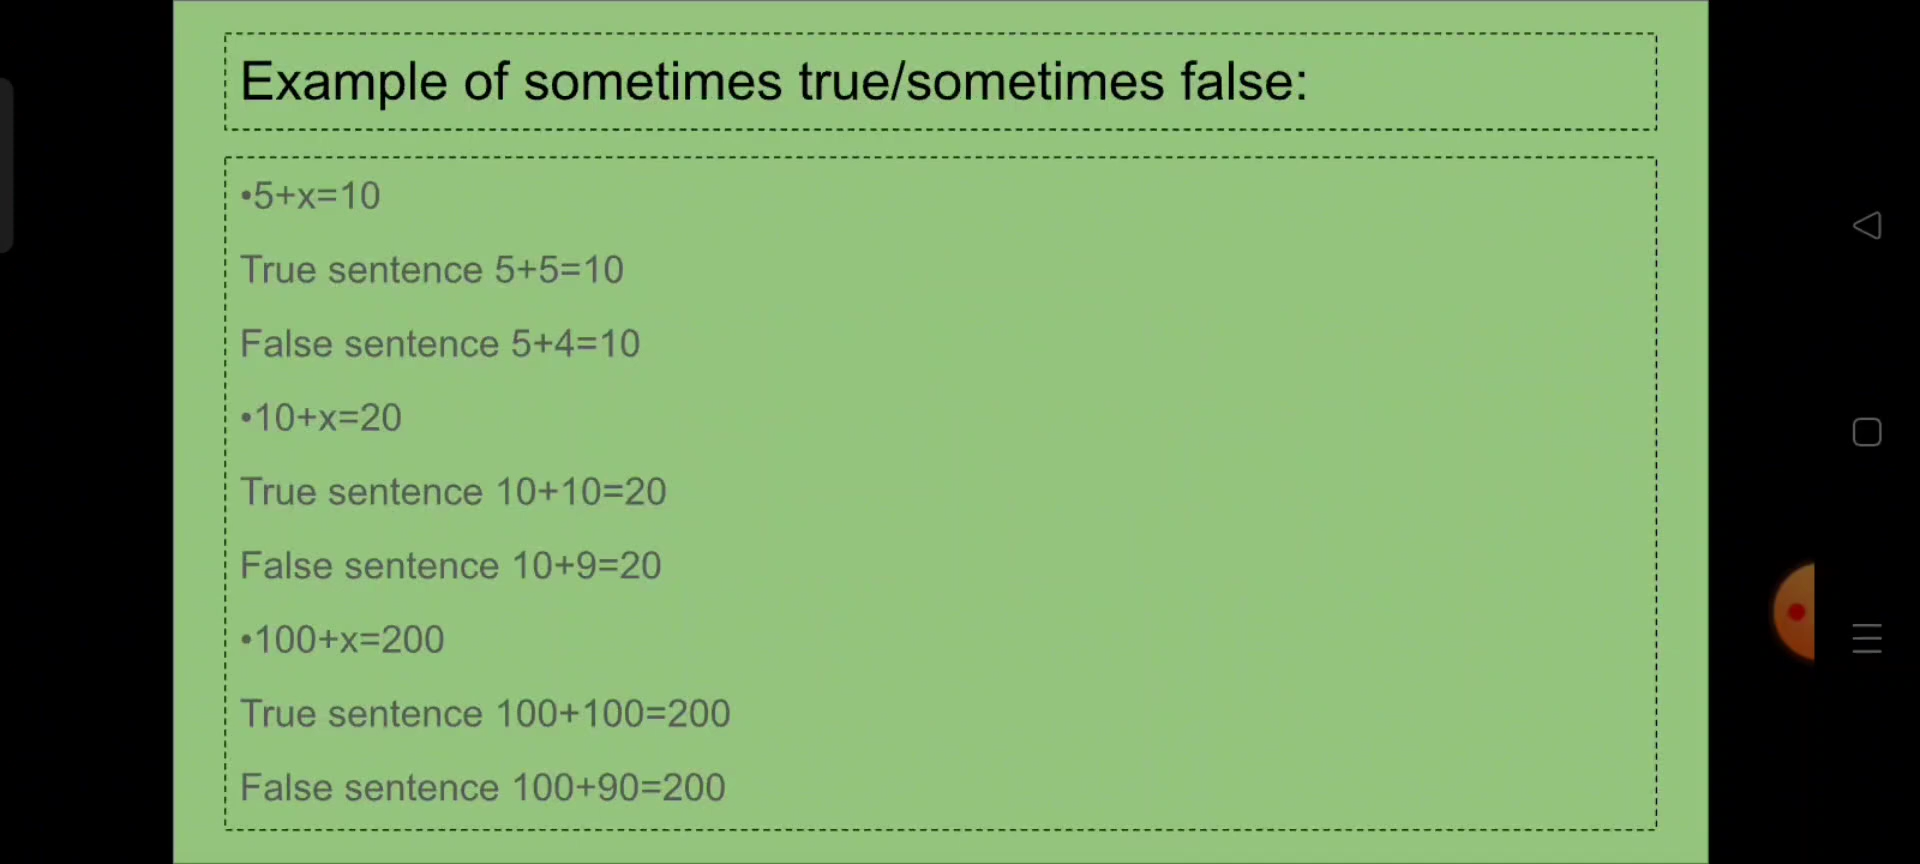 Example of sometimes true/sometimes false:
•5+x=10
True sentence 5+5=10
False sentence 5+4=10
•10+x=20
True sentence 10+10=20
False sentence 10+9=20
•100+x=200
True sentence 100+100=200
False sentence 100+90=200